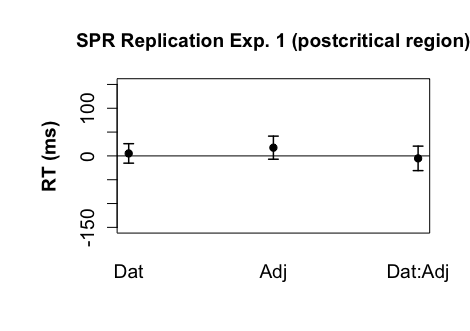 SPR Replication Exp. 1 (postcritical region)
RT (ms)
100
0
-150
Dat
Adj
Dat:Adj